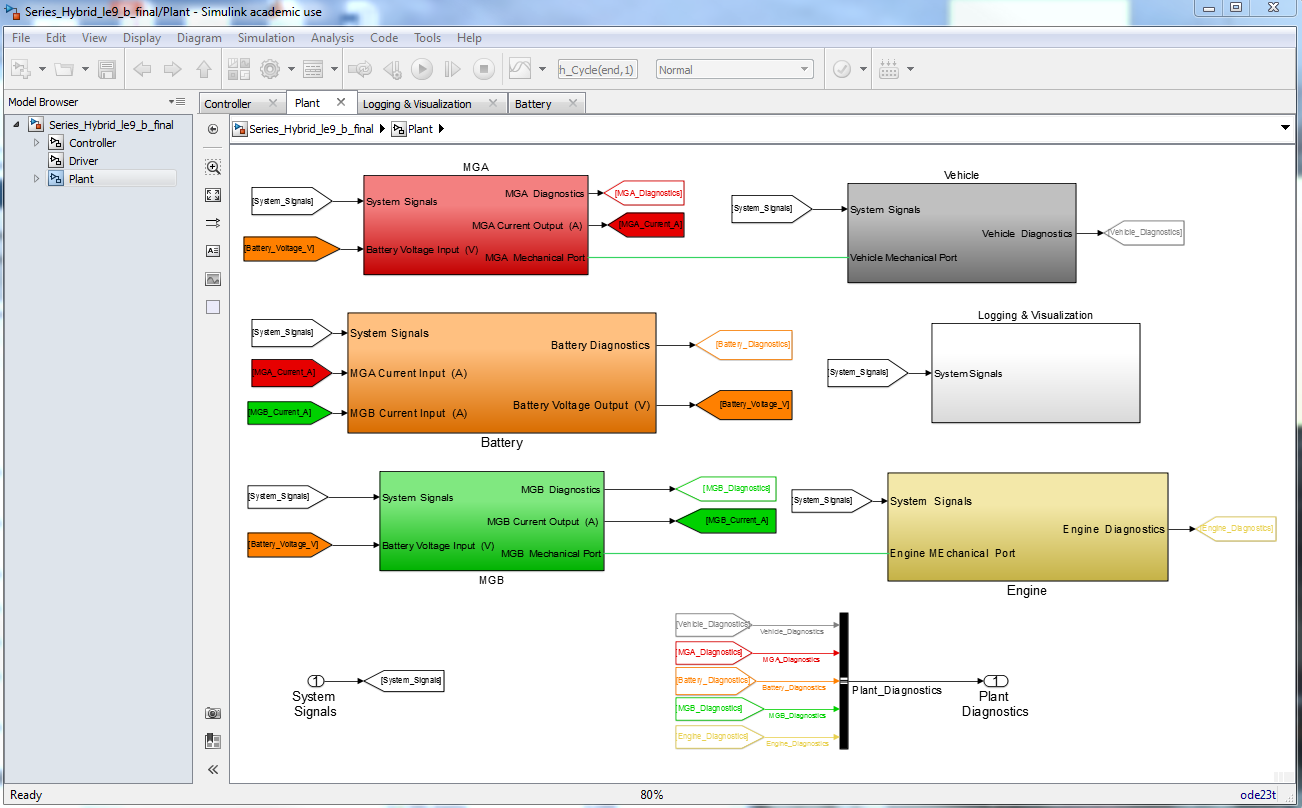 Series_Hybrid_le9_b_final/Plant - Simulink academic use
File Edit View Display Diagram Simulation Analysis Code Tools Help
h_Cycle(end,1) Normal
Model Browser
Controller Plant Logging & Visualization Battery
Series_Hybrid_le9_b_final
Controller
Driver
Plant
Series_Hybrid_le9_b_final Plant
MGA
[System_Signals]
[Battery_Voltage_V]
System Signals
Battery Voltage Input (V)
MGA Diagnostics
MGA Current Output (A)
MGA Mechanical Port
[MGA_Diagnostics]
[MGA_Current_A]
Vehicle
[System_Signals]
System Signals
Vehicle Diagnostics
Vehicle Mechanical Port
[Vehicle_Diagnostics]
[System_Signals]
[MGA_Current_A]
[MGB_Current_A]
System Signals
MGA Current Input (A)
MGB Current Input (A)
Battery Diagnostics
Battery Voltage Output (V)
Battery
[Battery_Diagnostics]
[Battery_Voltage_V]
Logging & Visualization
[System_Signals]
System Signals
[System_Signals]
[Battery_Voltage_V]
System Signals
Battery Voltage Input (V)
MGB Diagnostics
MGB Current Output (A)
MGB Mechanical Port
MGB
[MGB_Diagnostics]
[MGB_Current_A]
[System_Signals]
System Signals
Engine Diagnostics
Engine MEchanical Port
Engine
[Engine_Diagnostics]
1
System
Signals
[System_Signals]
[Vehicle_Diagnostics]
Vehicle_Diagnostics
[MGA_Diagnostics]
MGA_Diagnostics
[Battery_Diagnostics]
Battery_Diagnostics
[MGB_Diagnostics]
MGB_Diagnostics
[Engine_Diagnostics]
Engine_Diagnostics
Plant_Diagnostics
1
Plant
Diagnostics
Ready 80% ode23t